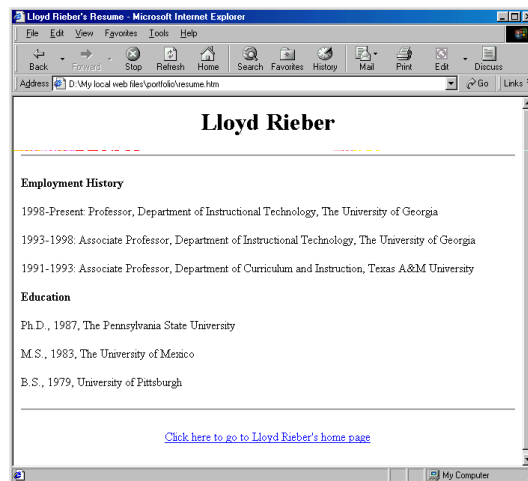 Lloyd Rieber's Resume - Microsoft Internet Explorer
File Edit View Favorites Tools Help
Back Forward Stop Refresh Home Search Favorites History Mail Print Edit Discuss
Address D:\My local web files\portfolio\resume.htm Go Links
Lloyd Rieber
Employment History
1998-Present: Professor, Department of Instructional Technology, The University of Georgia
1993-1998: Associate Professor, Department of Instructional Technology, The University of Georgia
1991-1993: Associate Professor, Department of Curriculum and Instruction, Texas A&M University
Education
Ph.D., 1987, The Pennsylvania State University
M.S., 1983, The University of Mexico
B.S., 1979, University of Pittsburgh
Click here to go to Lloyd Rieber's home page
My Computer